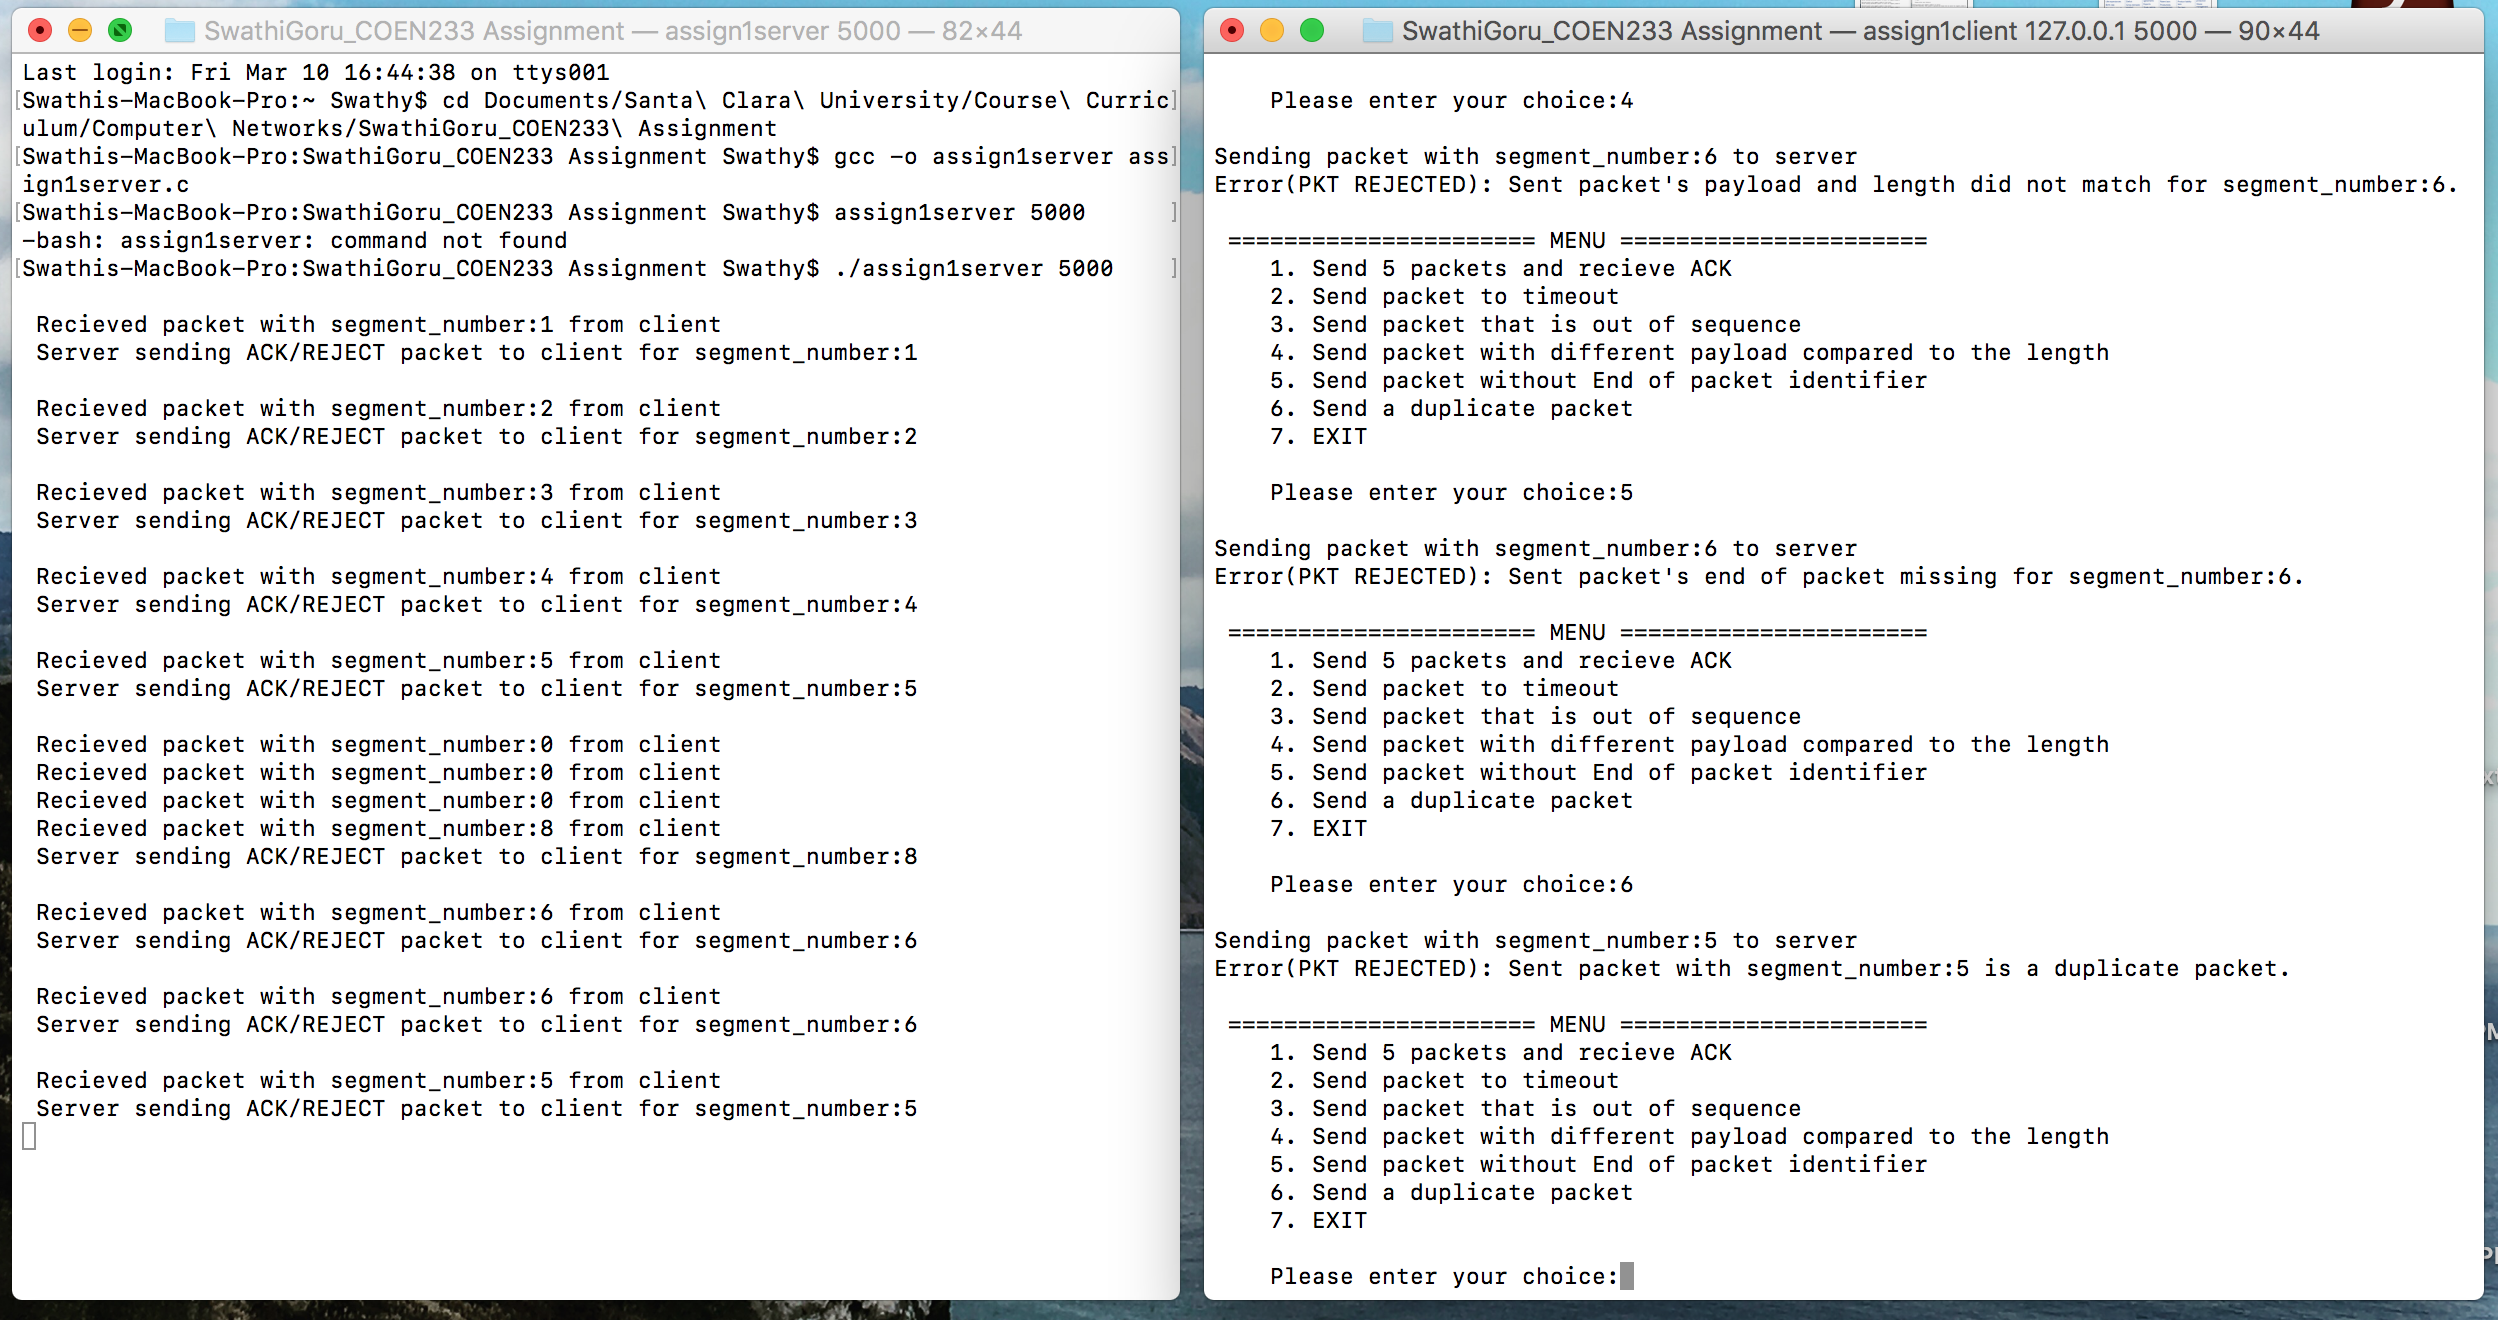 SwathiGoru_COEN233 Assignment — assign1server 5000 — 82×44
Last login: Fri Mar 10 16:44:38 on ttys001
[Swathis-MacBook-Pro:~ Swathy$ cd Documents/Santa\ Clara\ University/Course\ Curric]
ulum/Computer\ Networks/SwathiGoru_COEN233\ Assignment
[Swathis-MacBook-Pro:SwathiGoru_COEN233 Assignment Swathy$ gcc -o assign1server ass]
ign1server.c
[Swathis-MacBook-Pro:SwathiGoru_COEN233 Assignment Swathy$ assign1server 5000 ]
-bash: assign1server: command not found
[Swathis-MacBook-Pro:SwathiGoru_COEN233 Assignment Swathy$ ./assign1server 5000 ]
Recieved packet with segment_number:1 from client
Server sending ACK/REJECT packet to client for segment_number:1
Recieved packet with segment_number:2 from client
Server sending ACK/REJECT packet to client for segment_number:2
Recieved packet with segment_number:3 from client
Server sending ACK/REJECT packet to client for segment_number:3
Recieved packet with segment_number:4 from client
Server sending ACK/REJECT packet to client for segment_number:4
Recieved packet with segment_number:5 from client
Server sending ACK/REJECT packet to client for segment_number:5
Recieved packet with segment_number:0 from client
Recieved packet with segment_number:0 from client
Recieved packet with segment_number:0 from client
Recieved packet with segment_number:8 from client
Server sending ACK/REJECT packet to client for segment_number:8
Recieved packet with segment_number:6 from client
Server sending ACK/REJECT packet to client for segment_number:6
Recieved packet with segment_number:6 from client
Server sending ACK/REJECT packet to client for segment_number:6
Recieved packet with segment_number:5 from client
Server sending ACK/REJECT packet to client for segment_number:5
SwathiGoru_COEN233 Assignment — assign1client 127.0.0.1 5000 — 90×44
Please enter your choice:4
Sending packet with segment_number:6 to server
Error(PKT REJECTED): Sent packet's payload and length did not match for segment_number:6.
====================== MENU ======================
1. Send 5 packets and recieve ACK
2. Send packet to timeout
3. Send packet that is out of sequence
4. Send packet with different payload compared to the length
5. Send packet without End of packet identifier
6. Send a duplicate packet
7. EXIT
Please enter your choice:5
Sending packet with segment_number:6 to server
Error(PKT REJECTED): Sent packet's end of packet missing for segment_number:6.
====================== MENU ======================
1. Send 5 packets and recieve ACK
2. Send packet to timeout
3. Send packet that is out of sequence
4. Send packet with different payload compared to the length
5. Send packet without End of packet identifier
6. Send a duplicate packet
7. EXIT
Please enter your choice:6
Sending packet with segment_number:5 to server
Error(PKT REJECTED): Sent packet with segment_number:5 is a duplicate packet.
====================== MENU ======================
1. Send 5 packets and recieve ACK
2. Send packet to timeout
3. Send packet that is out of sequence
4. Send packet with different payload compared to the length
5. Send packet without End of packet identifier
6. Send a duplicate packet
7. EXIT
Please enter your choice: